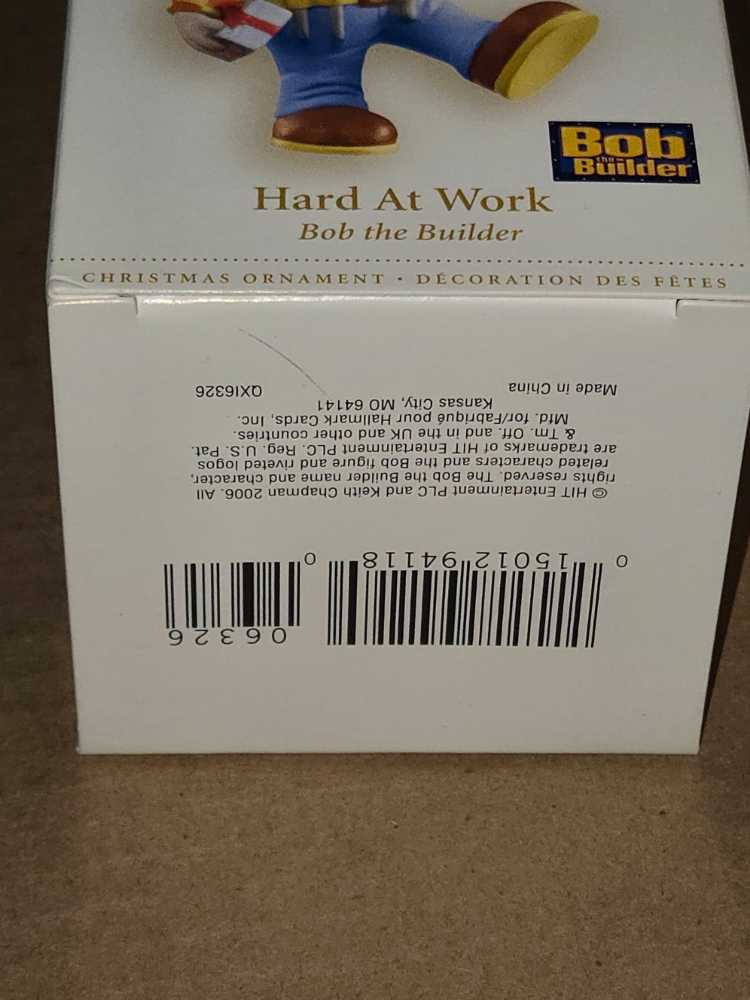 Bob
the
Builder
Hard At Work
Bob the Builder
CHRISTMAS ORNAMENT · DÉCORATION DES FÊTES
06326
0 15012 94118 0
© HIT Entertainment PLC and Keith Chapman 2006. All
rights reserved. The Bob the Builder name and character,
related characters and the Bob figure and riveted logos
are trademarks of HIT Entertainment PLC. Reg. U.S. Pat.
& Tm. Off. and in the UK and other countries.
Mfd. for/Fabriqué pour Hallmark Cards, Inc.
Kansas City, MO 64141
Made in China QXI6326